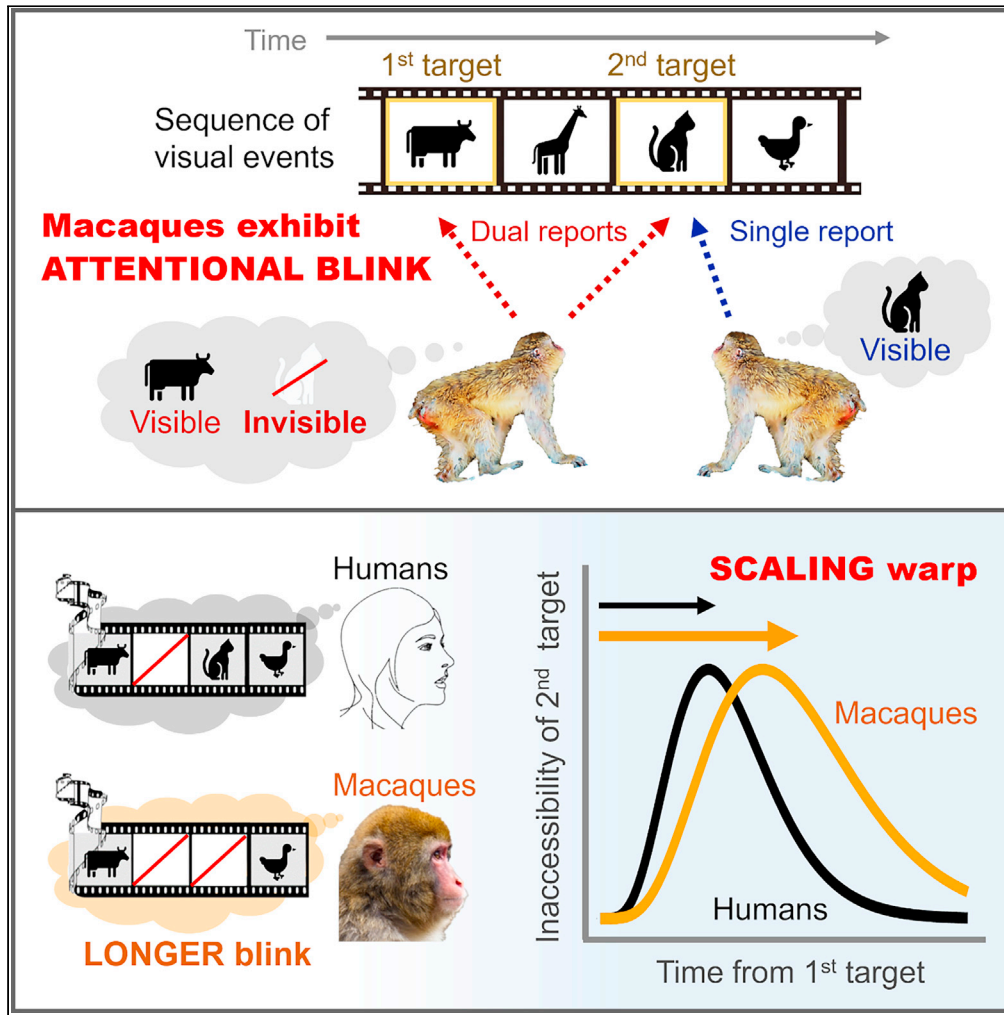 Time
1st target
2nd target
Sequence of
visual events
Macaques exhibit
ATTENTIONAL BLINK
Dual reports
Single report
Visible
Visible
Invisible
Humans
Macaques
LONGER blink
SCALING warp
Inaccessibility of 2nd target
Macaques
Humans
Time from 1st target